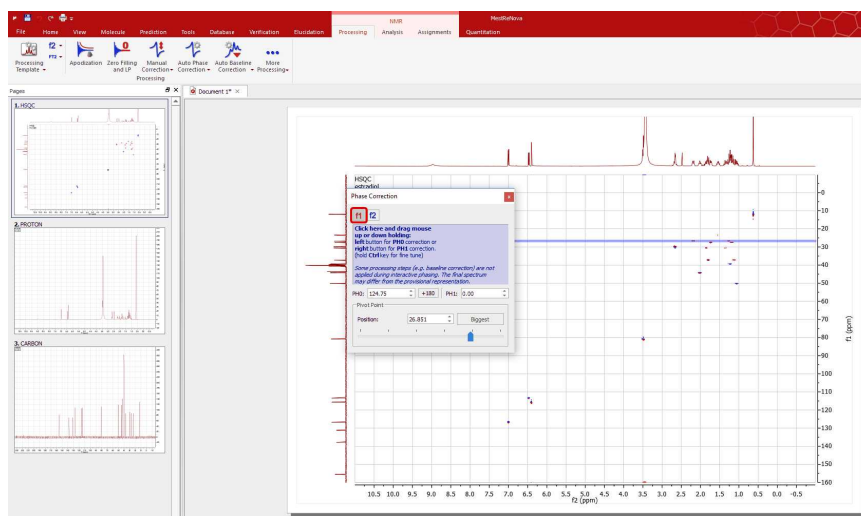 NMR
MestReNova
File Home View Molecule Prediction Tools Database Verification Elucidation Processing Analysis Assignments Quantitation
f2
FT2
Processing Template
Apodization
Zero Filling and LP
Manual Correction
Auto Phase Correction
Auto Baseline Correction
More Processing
Processing
Pages
Document 1*
1. HSQC
2. PROTON
3. CARBON
HSQC
estradiol
Phase Correction
f1 f2
Click here and drag mouse
up or down holding:
left button for PH0 correction or
right button for PH1 correction.
(hold Ctrl key for fine tune)
Some processing steps (e.g. baseline correction) are not
applied during interactive phasing. The final spectrum
may differ from the provisional representation.
PH0: 124.75 +180 PH1: 0.00
Pivot Point
Position: 26.851 Biggest
0
-10
-20
-30
-40
-50
-60
-70
-80
-90
-100
-110
-120
-130
-140
-150
-160
f1 (ppm)
10.5 10.0 9.5 9.0 8.5 8.0 7.5 7.0 6.5 6.0 5.5 5.0 4.5 4.0 3.5 3.0 2.5 2.0 1.5 1.0 0.5 0.0 -0.5
f2 (ppm)